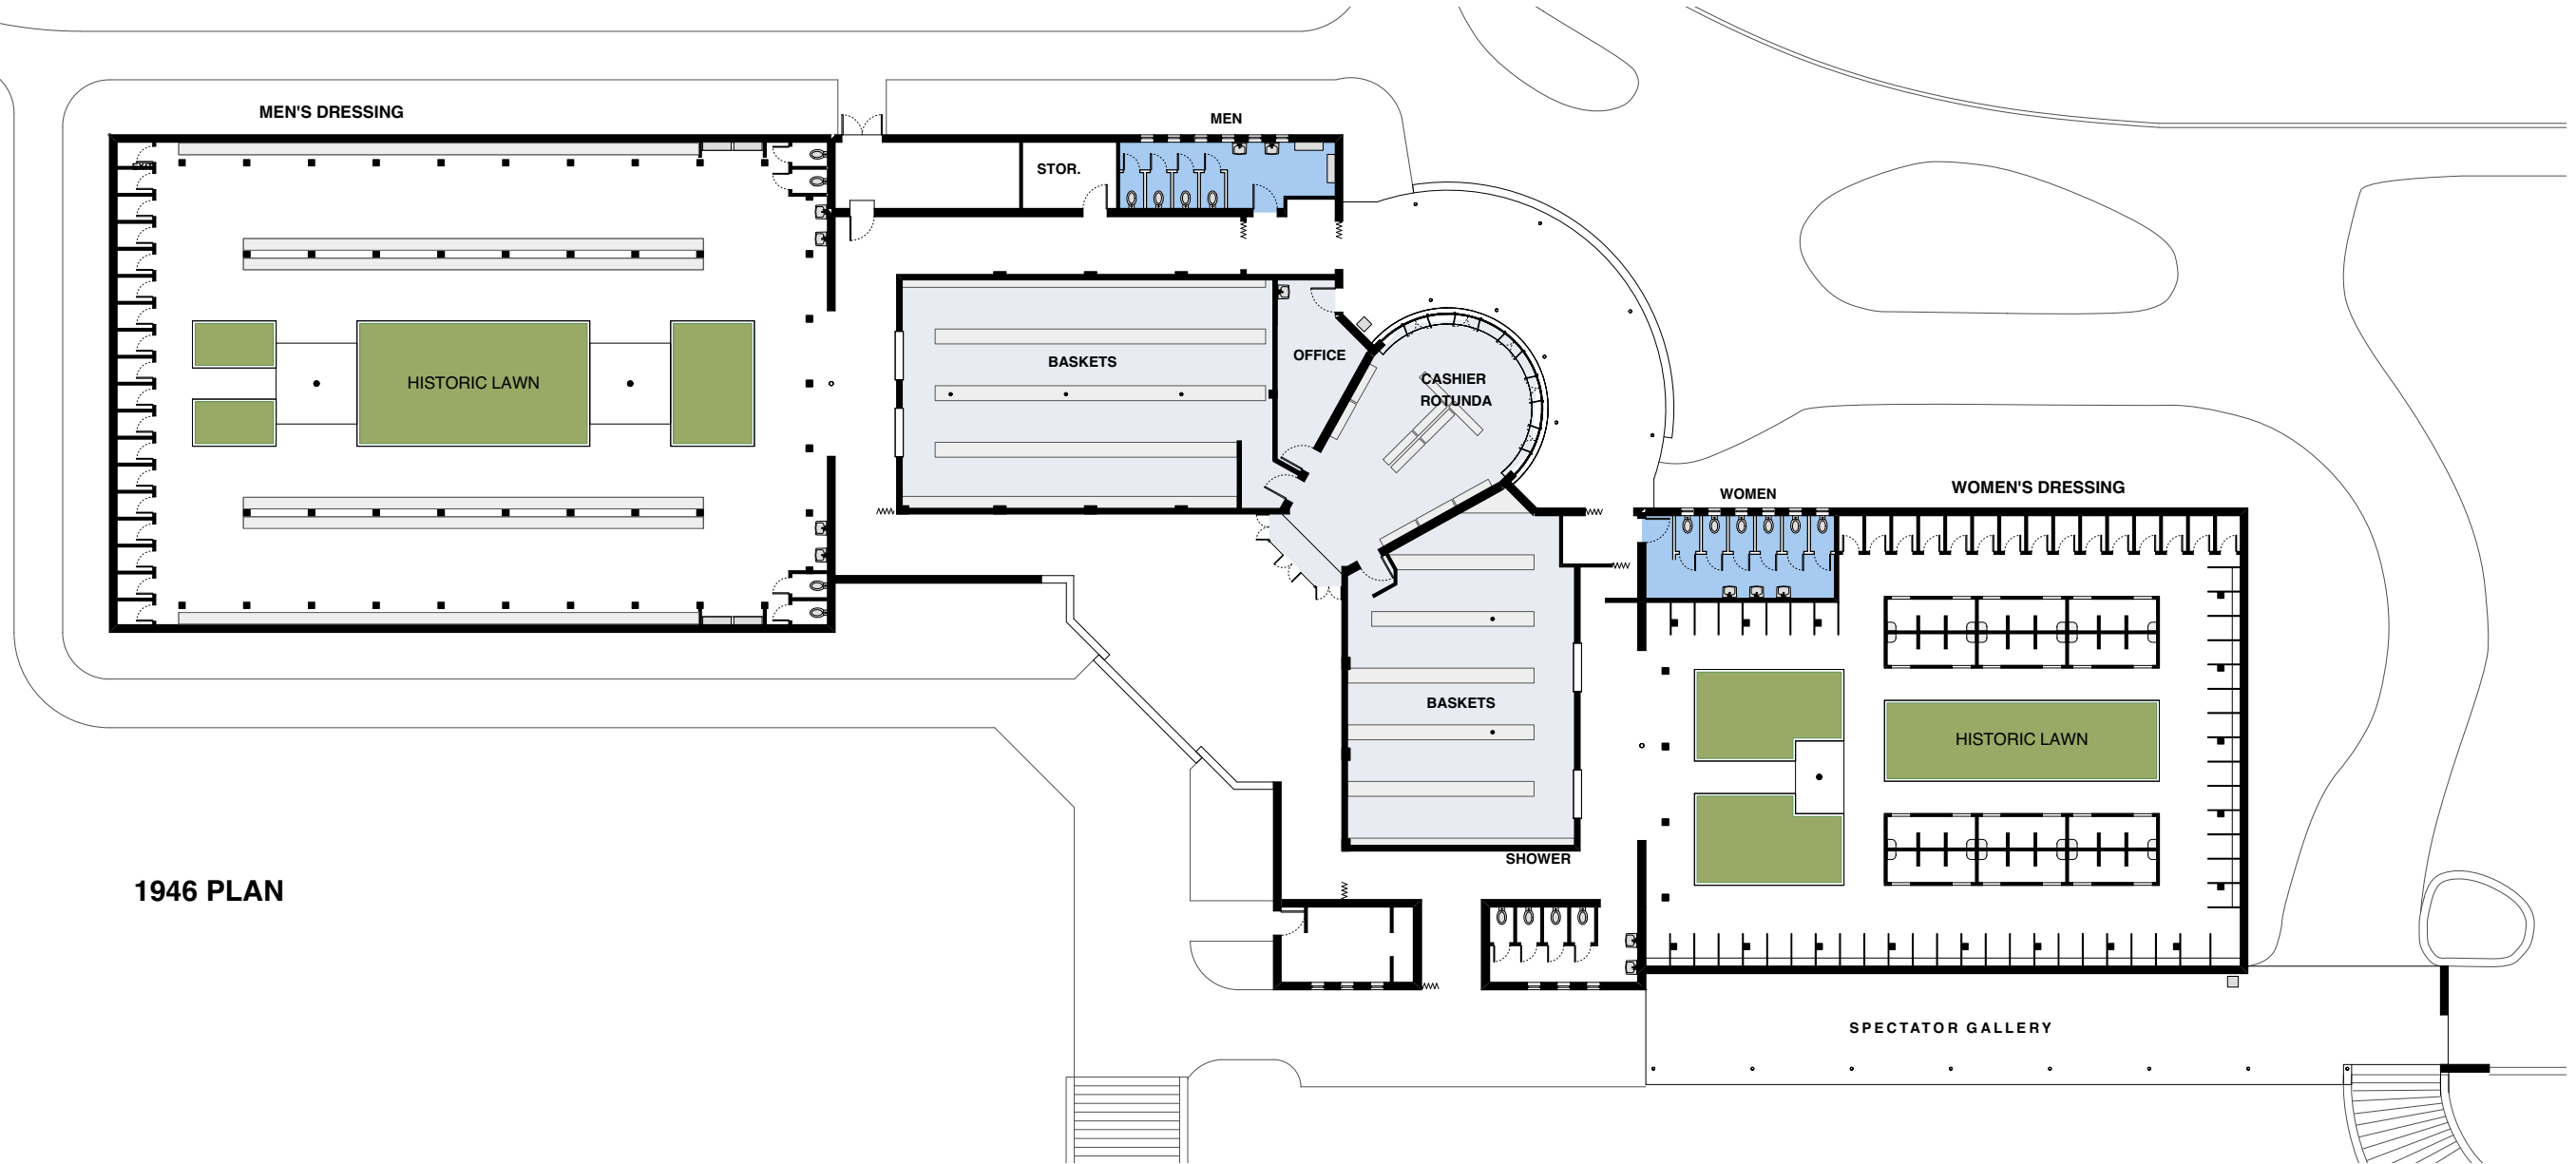 MEN'S DRESSING
MEN
STOR.
BASKETS
OFFICE
CASHIER
ROTUNDA
HISTORIC LAWN
WOMEN
WOMEN'S DRESSING
BASKETS
HISTORIC LAWN
SHOWER
1946 PLAN
SPECTATOR GALLERY